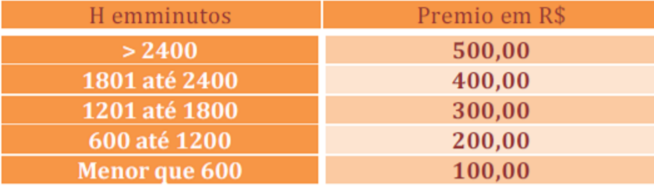 H emminutos Premio em R$
> 2400 500,00
1801 até 2400 400,00
1201 até 1800 300,00
600 até 1200 200,00
Menor que 600 100,00